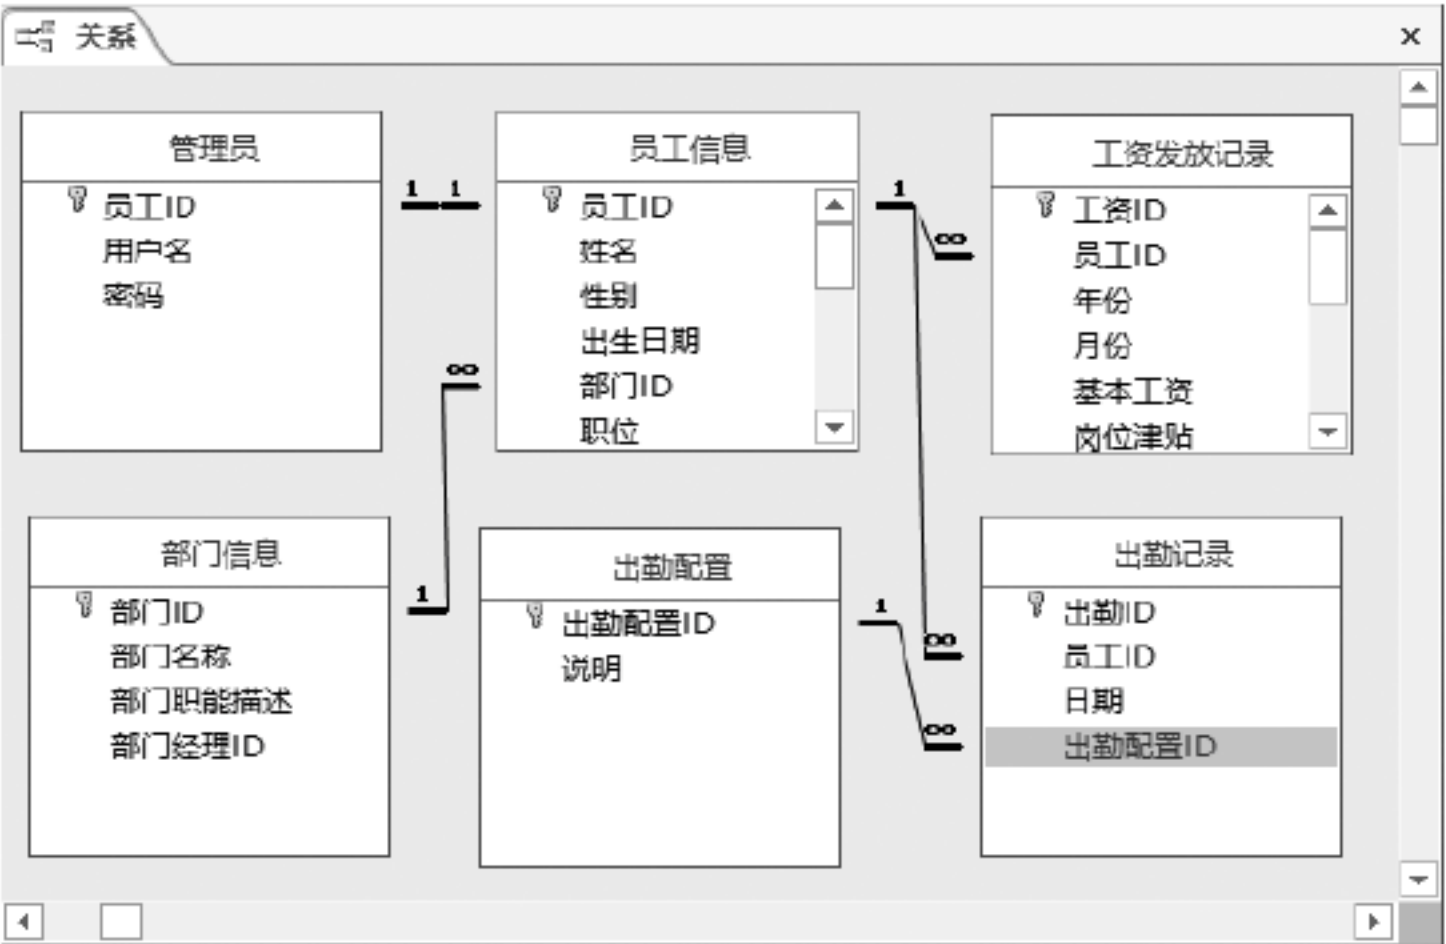 关系
管理员
员工ID
用户名
密码
1 1
员工信息
员工ID
姓名
性别
出生日期
部门ID
职位
1
∞
工资发放记录
工资ID
员工ID
年份
月份
基本工资
岗位津贴
∞
1
部门信息
部门ID
部门名称
部门职能描述
部门经理ID
出勤配置
出勤配置ID
说明
1
∞
∞
出勤记录
出勤ID
员工ID
日期
出勤配置ID